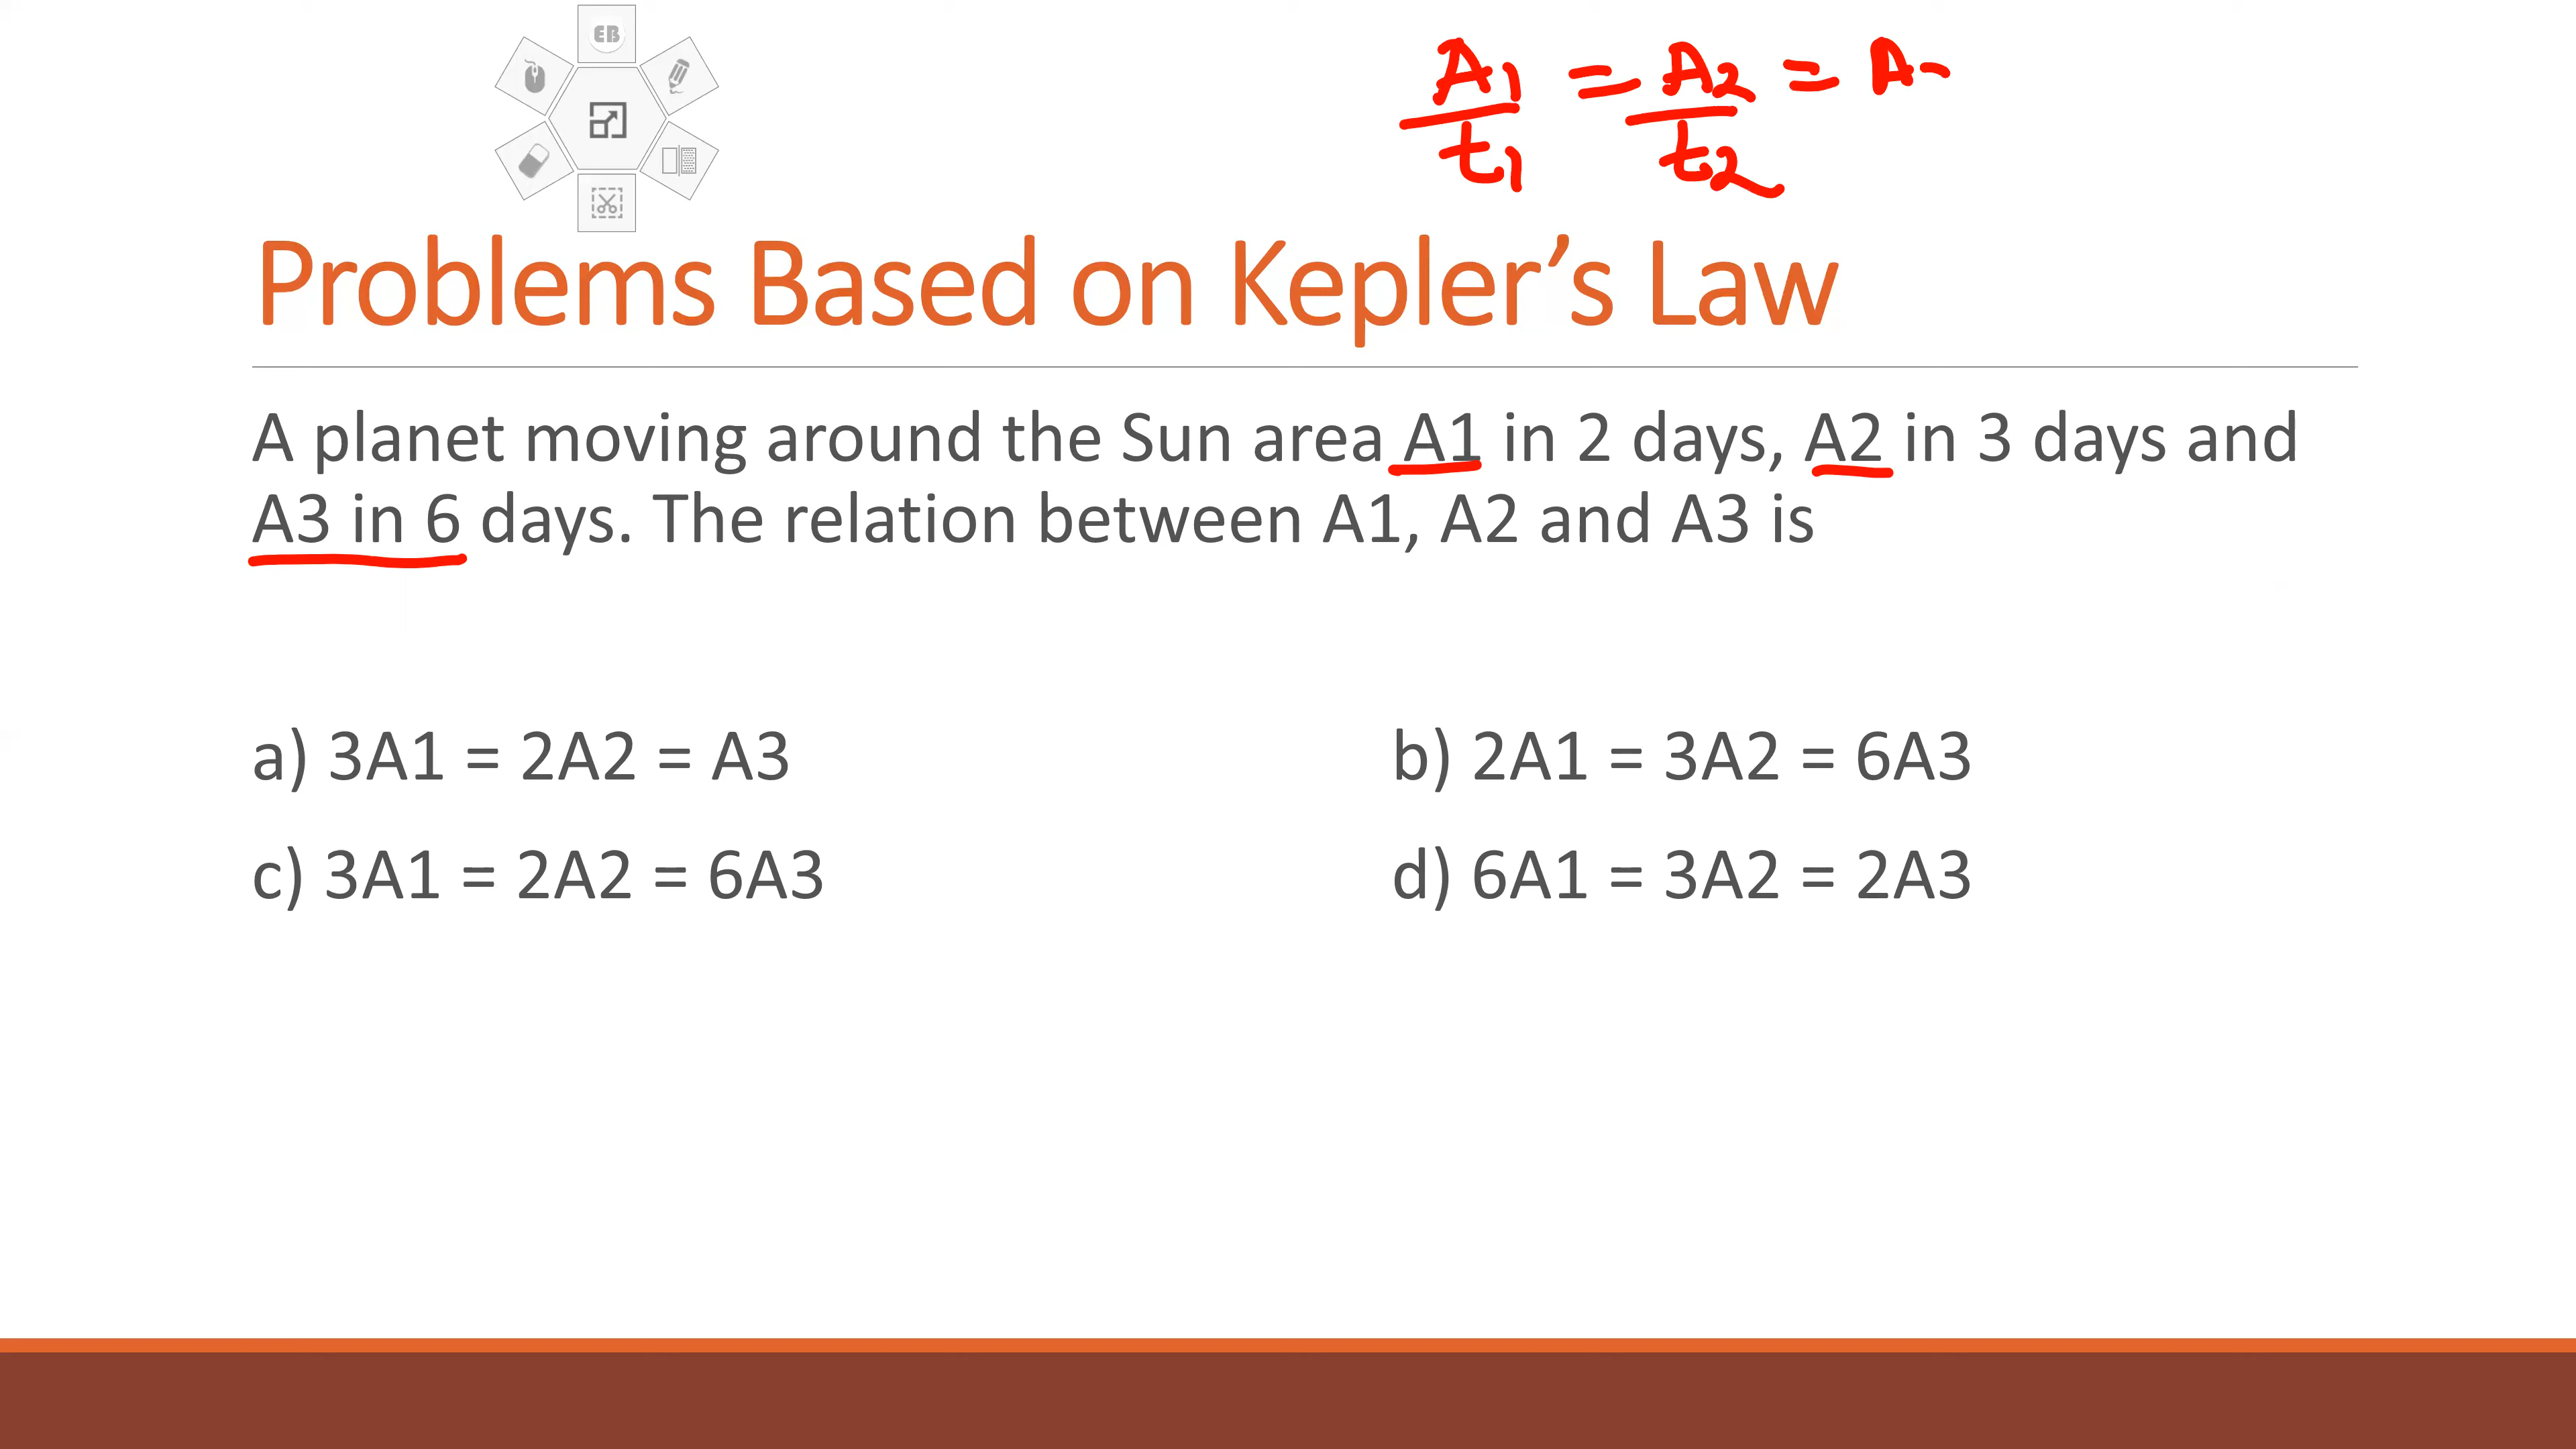 EB
A1 = A2 = A
t1 t2
Problems Based on Kepler’s Law
A planet moving around the Sun area A1 in 2 days, A2 in 3 days and
A3 in 6 days. The relation between A1, A2 and A3 is
a) 3A1 = 2A2 = A3
b) 2A1 = 3A2 = 6A3
c) 3A1 = 2A2 = 6A3
d) 6A1 = 3A2 = 2A3